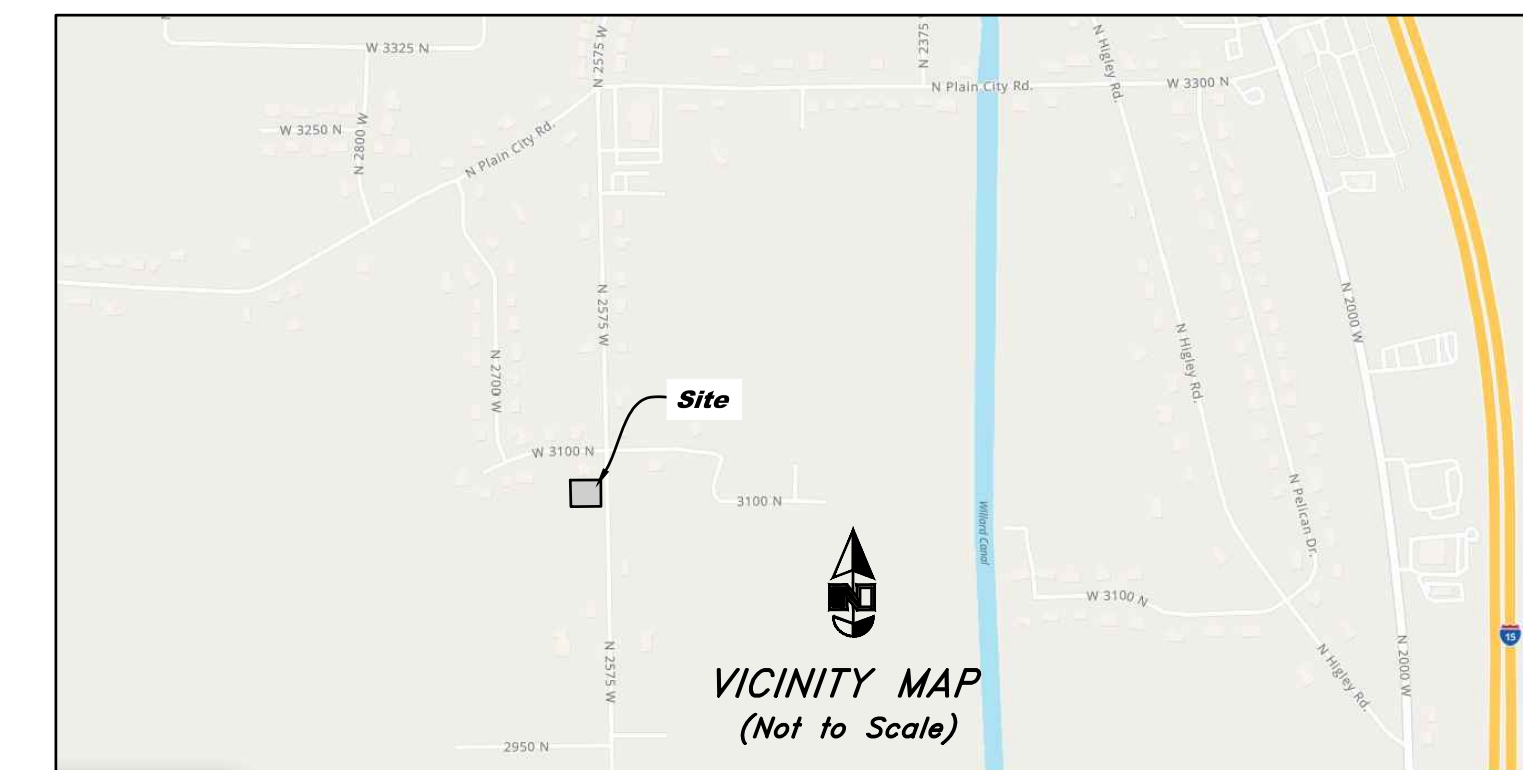 N 2575 W
N 2375
W 3325 N
N Higley Rd.
N Plain City Rd.
W 3300 N
W 3250 N
N 2800 W
N Plain City Rd.
N 2575 W
N 2000 W
N 2700 W
N Higley Rd.
Site
W 3100 N
3100 N
Willard Canal
N Pelican Dr.
W 3100 N
15
N 2575 W
N Higley Rd.
N 2000 W
N
VICINITY MAP
(Not to Scale)
2950 N